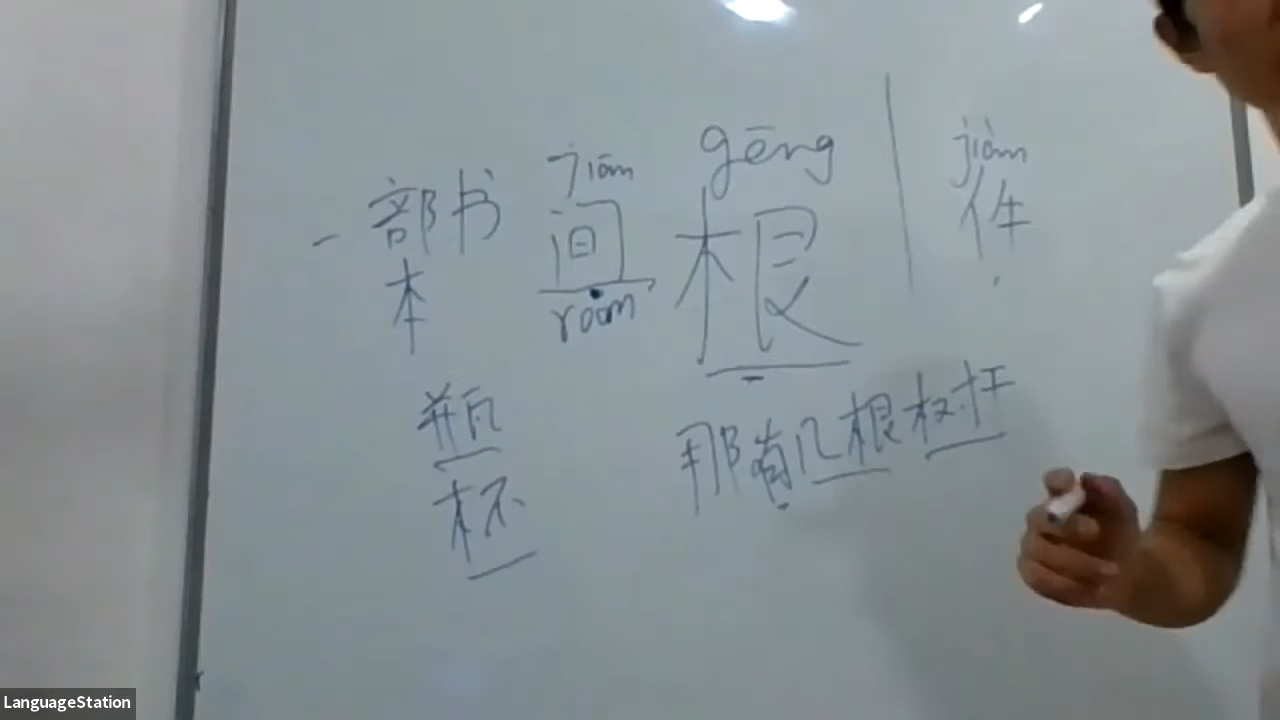 jiān gēng jiàn
一部书 间 根 件
本 room
瓶 那有几根权杆
杯
LanguageStation